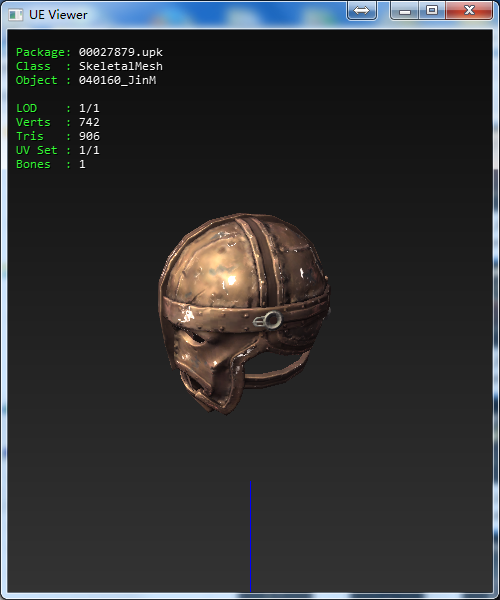 UE Viewer
Package: 00027879.upk
Class : SkeletalMesh
Object : 040160_JinM
LOD : 1/1
Verts : 742
Tris : 906
UV Set : 1/1
Bones : 1